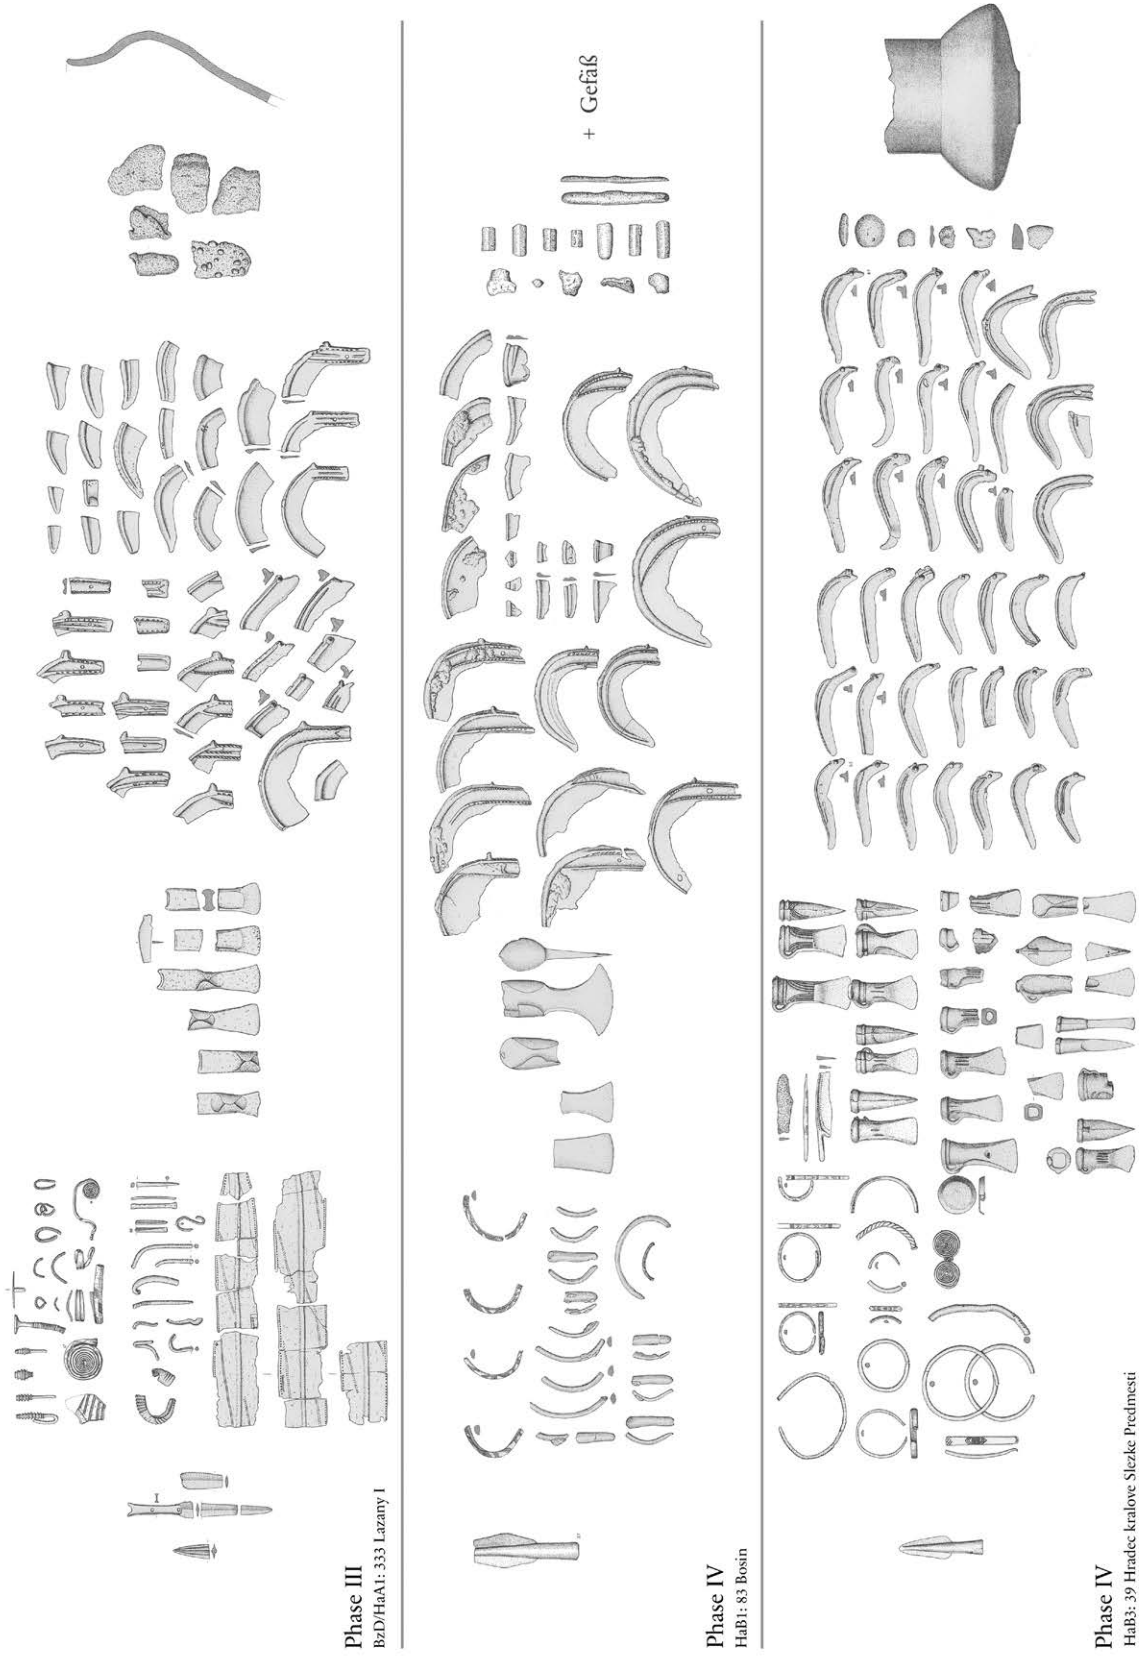 Phase III
BzD/HaA1: 333 Lazany I
+ Gefäß
Phase IV
HaB1: 83 Bosin
Phase IV
HaB3: 39 Hradec kralove Slezke Predmesti